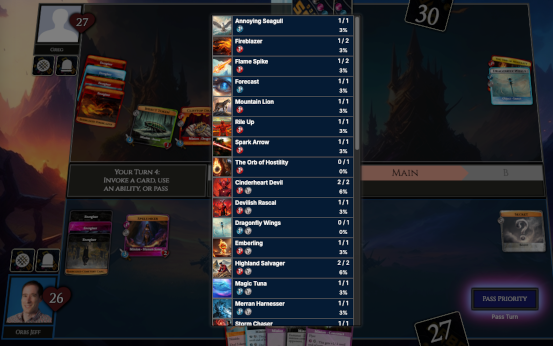 27
30
Annoying Seagull 1 / 1
3%
Fireblazer 1 / 2
3%
Flame Spike 1 / 2
3%
Forecast 1 / 1
3%
Mountain Lion 1 / 1
3%
Rile Up 1 / 1
3%
Spark Arrow 1 / 1
3%
The Orb of Hostility 0 / 1
0%
Cinderheart Devil 2 / 2
6%
Devilish Rascal 1 / 1
3%
Dragonfly Wings 0 / 1
0%
Emberling 1 / 1
3%
Highland Salvager 2 / 2
6%
Magic Tuna 1 / 1
3%
Merran Harnesser 1 / 1
3%
Storm Chaser 1 / 1
Your Turn 4:
Invoke a card, use
an ability, or pass
Main
B
26
Orbs Jeff
Pass Priority
Pass Turn
27